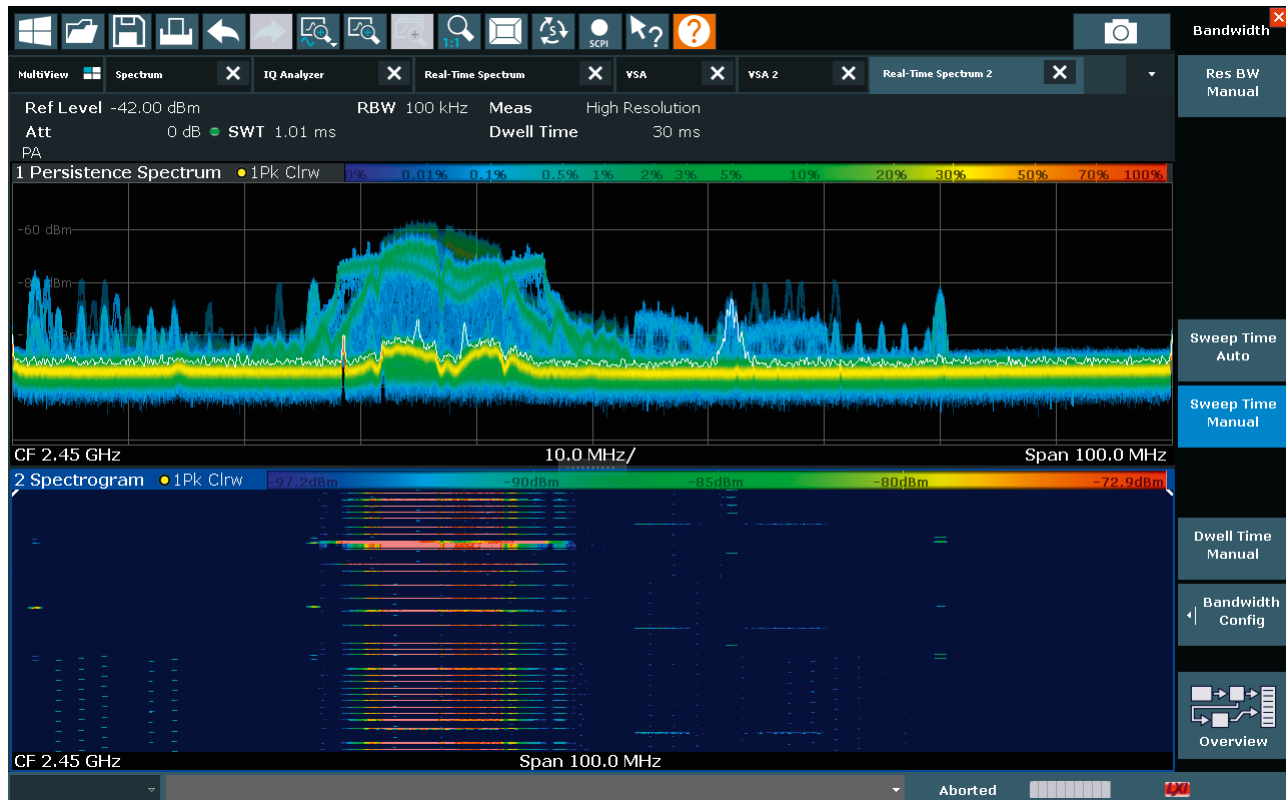 1:1
SCPI
Bandwidth
MultiView
Spectrum
IQ Analyzer
Real-Time Spectrum
VSA
VSA 2
Real-Time Spectrum 2
Res BW
Manual
Ref Level -42.00 dBm
RBW 100 kHz
Meas
High Resolution
Att
0 dB
SWT 1.01 ms
Dwell Time
30 ms
PA
1 Persistence Spectrum
1Pk Clrw
0% 0.01% 0.1% 0.5% 1% 2% 3% 5% 10% 20% 30% 50% 70% 100%
-60 dBm
Sweep Time
Auto
Sweep Time
Manual
CF 2.45 GHz
10.0 MHz/
Span 100.0 MHz
2 Spectrogram
1Pk Clrw
-97.2dBm -90dBm -85dBm -80dBm -72.9dBm
Dwell Time
Manual
Bandwidth
Config
Overview
CF 2.45 GHz
Span 100.0 MHz
Aborted
LXI